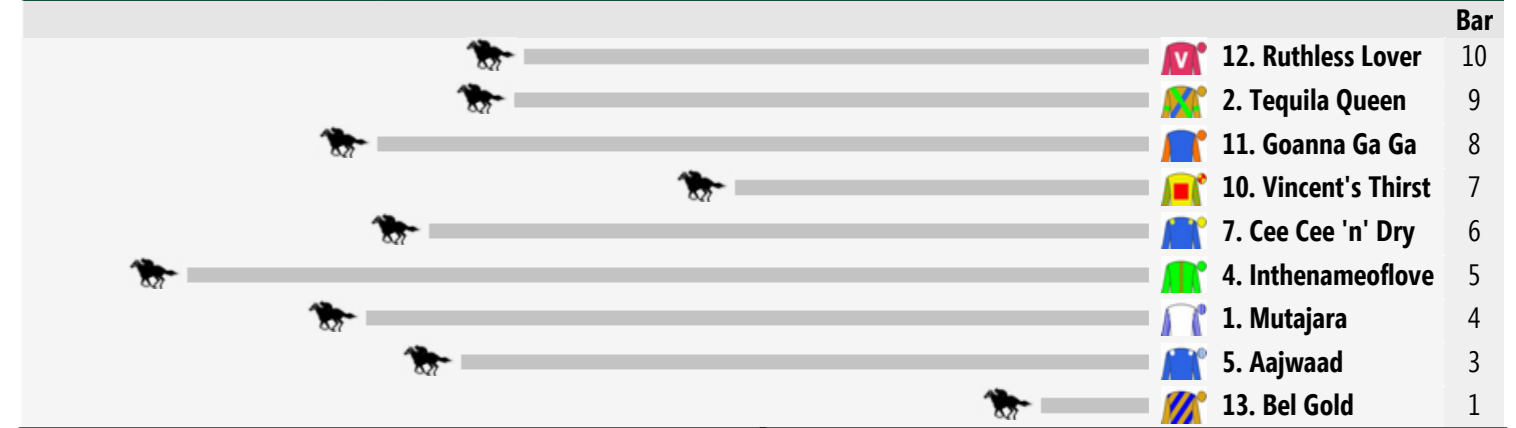 Bar
V 12. Ruthless Lover 10
2. Tequila Queen 9
11. Goanna Ga Ga 8
10. Vincent's Thirst 7
7. Cee Cee 'n' Dry 6
4. Inthenameoflove 5
1. Mutajara 4
5. Aajwaad 3
13. Bel Gold 1